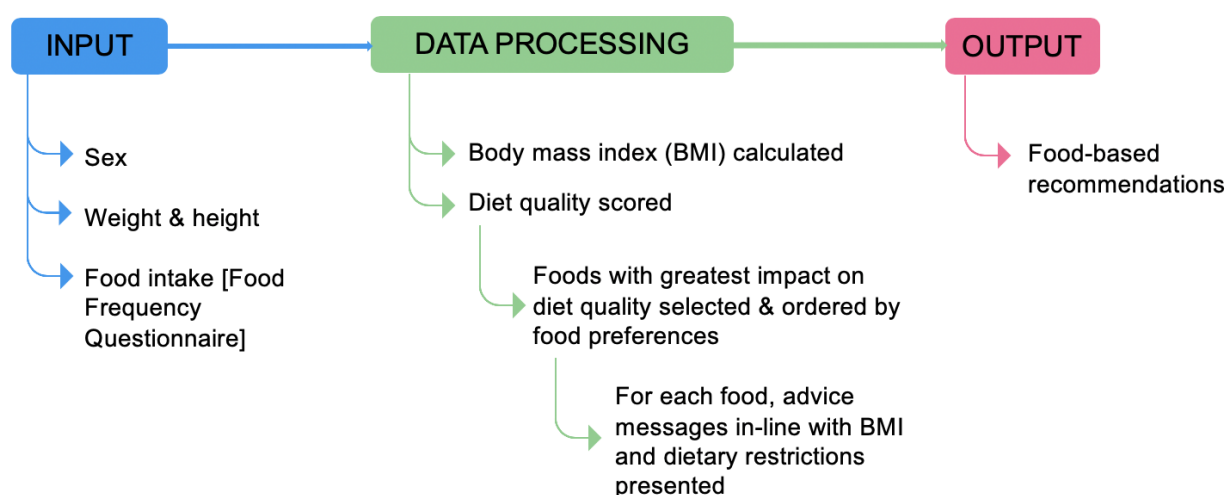 INPUT
DATA PROCESSING
OUTPUT
Sex
Weight & height
Food intake [Food
Frequency
Questionnaire]
Body mass index (BMI) calculated
Diet quality scored
Foods with greatest impact on
diet quality selected & ordered by
food preferences
For each food, advice
messages in-line with BMI
and dietary restrictions
presented
Food-based
recommendations